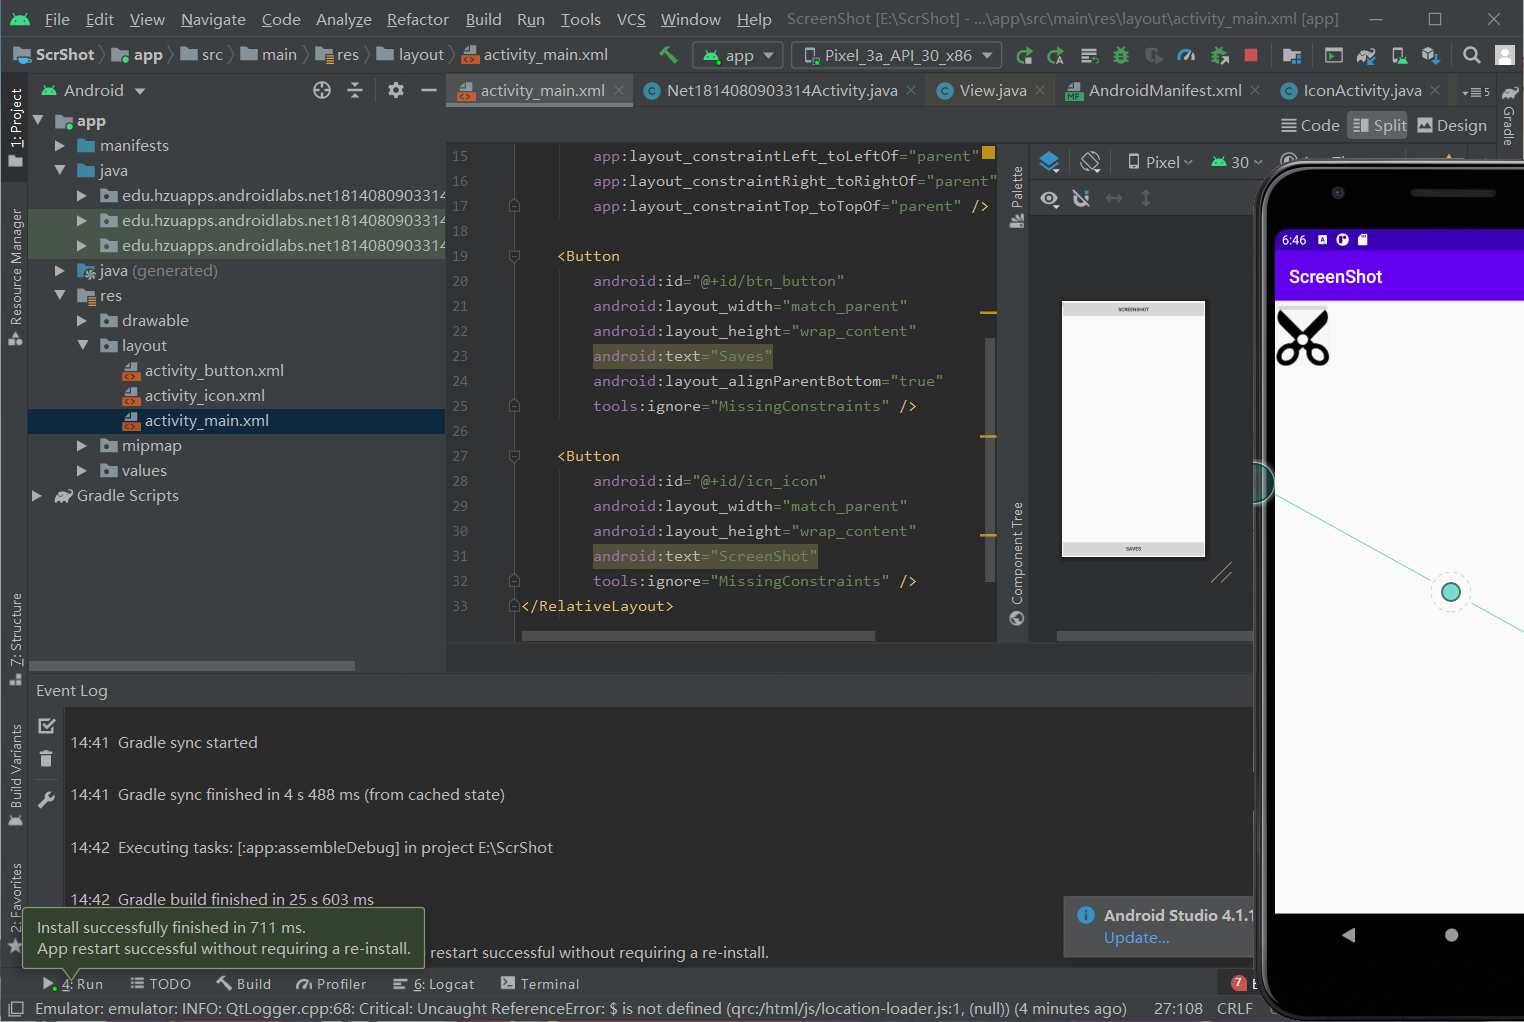 File Edit View Navigate Code Analyze Refactor Build Run Tools VCS Window Help ScreenShot [E:\ScrShot] - ...\app\src\main\res\layout\activity_main.xml [app]
ScrShot app src main res layout activity_main.xml app Pixel_3a_API_30_x86
Android activity_main.xml Net1814080903314Activity.java View.java AndroidManifest.xml IconActivity.java 5
Code Split Design
Pixel 30
1: Project
Resource Manager
7: Structure
Build Variants
2: Favorites
Gradle
Palette
Component Tree
app
manifests
java
edu.hzuapps.androidlabs.net1814080903314
edu.hzuapps.androidlabs.net1814080903314
edu.hzuapps.androidlabs.net1814080903314
java (generated)
res
drawable
layout
activity_button.xml
activity_icon.xml
activity_main.xml
mipmap
values
Gradle Scripts
15 app:layout_constraintLeft_toLeftOf="parent"
16 app:layout_constraintRight_toRightOf="parent"
17 app:layout_constraintTop_toTopOf="parent" />
18
19 <Button
20 android:id="@+id/btn_button"
21 android:layout_width="match_parent"
22 android:layout_height="wrap_content"
23 android:text="Saves"
24 android:layout_alignParentBottom="true"
25 tools:ignore="MissingConstraints" />
26
27 <Button
28 android:id="@+id/icn_icon"
29 android:layout_width="match_parent"
30 android:layout_height="wrap_content"
31 android:text="ScreenShot"
32 tools:ignore="MissingConstraints" />
33 </RelativeLayout>
SCREENSHOT
SAVES
6:46
ScreenShot
Event Log
14:41 Gradle sync started
14:41 Gradle sync finished in 4 s 488 ms (from cached state)
14:42 Executing tasks: [:app:assembleDebug] in project E:\ScrShot
14:42 Gradle build finished in 25 s 603 ms
Install successfully finished in 711 ms.
App restart successful without requiring a re-install.
restart successful without requiring a re-install.
Android Studio 4.1.1
Update...
4: Run TODO Build Profiler 6: Logcat Terminal 7
Emulator: emulator: INFO: QtLogger.cpp:68: Critical: Uncaught ReferenceError: $ is not defined (qrc:/html/js/location-loader.js:1, (null)) (4 minutes ago) 27:108 CRLF